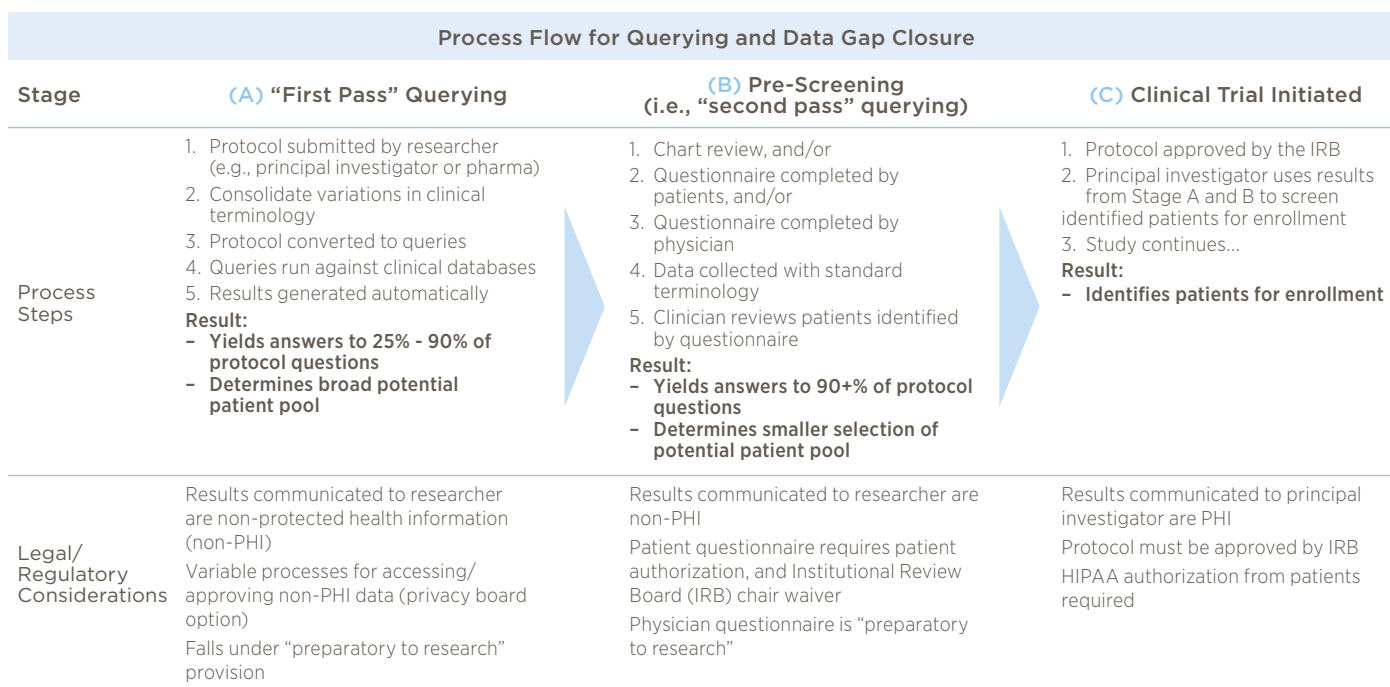 Process Flow for Querying and Data Gap Closure
Stage
(A) “First Pass” Querying
(B) Pre-Screening
(i.e., “second pass” querying)
(C) Clinical Trial Initiated
Process
Steps
1. Protocol submitted by researcher
(e.g., principal investigator or pharma)
2. Consolidate variations in clinical
terminology
3. Protocol converted to queries
4. Queries run against clinical databases
5. Results generated automatically
Result:
– Yields answers to 25% - 90% of
protocol questions
– Determines broad potential
patient pool
1. Chart review, and/or
2. Questionnaire completed by
patients, and/or
3. Questionnaire completed by
physician
4. Data collected with standard
terminology
5. Clinician reviews patients identified
by questionnaire
Result:
– Yields answers to 90+% of protocol
questions
– Determines smaller selection of
potential patient pool
1. Protocol approved by the IRB
2. Principal investigator uses results
from Stage A and B to screen
identified patients for enrollment
3. Study continues...
Result:
– Identifies patients for enrollment
Legal/
Regulatory
Considerations
Results communicated to researcher
are non-protected health information
(non-PHI)
Variable processes for accessing/
approving non-PHI data (privacy board
option)
Falls under “preparatory to research”
provision
Results communicated to researcher are
non-PHI
Patient questionnaire requires patient
authorization, and Institutional Review
Board (IRB) chair waiver
Physician questionnaire is “preparatory
to research”
Results communicated to principal
investigator are PHI
Protocol must be approved by IRB
HIPAA authorization from patients
required